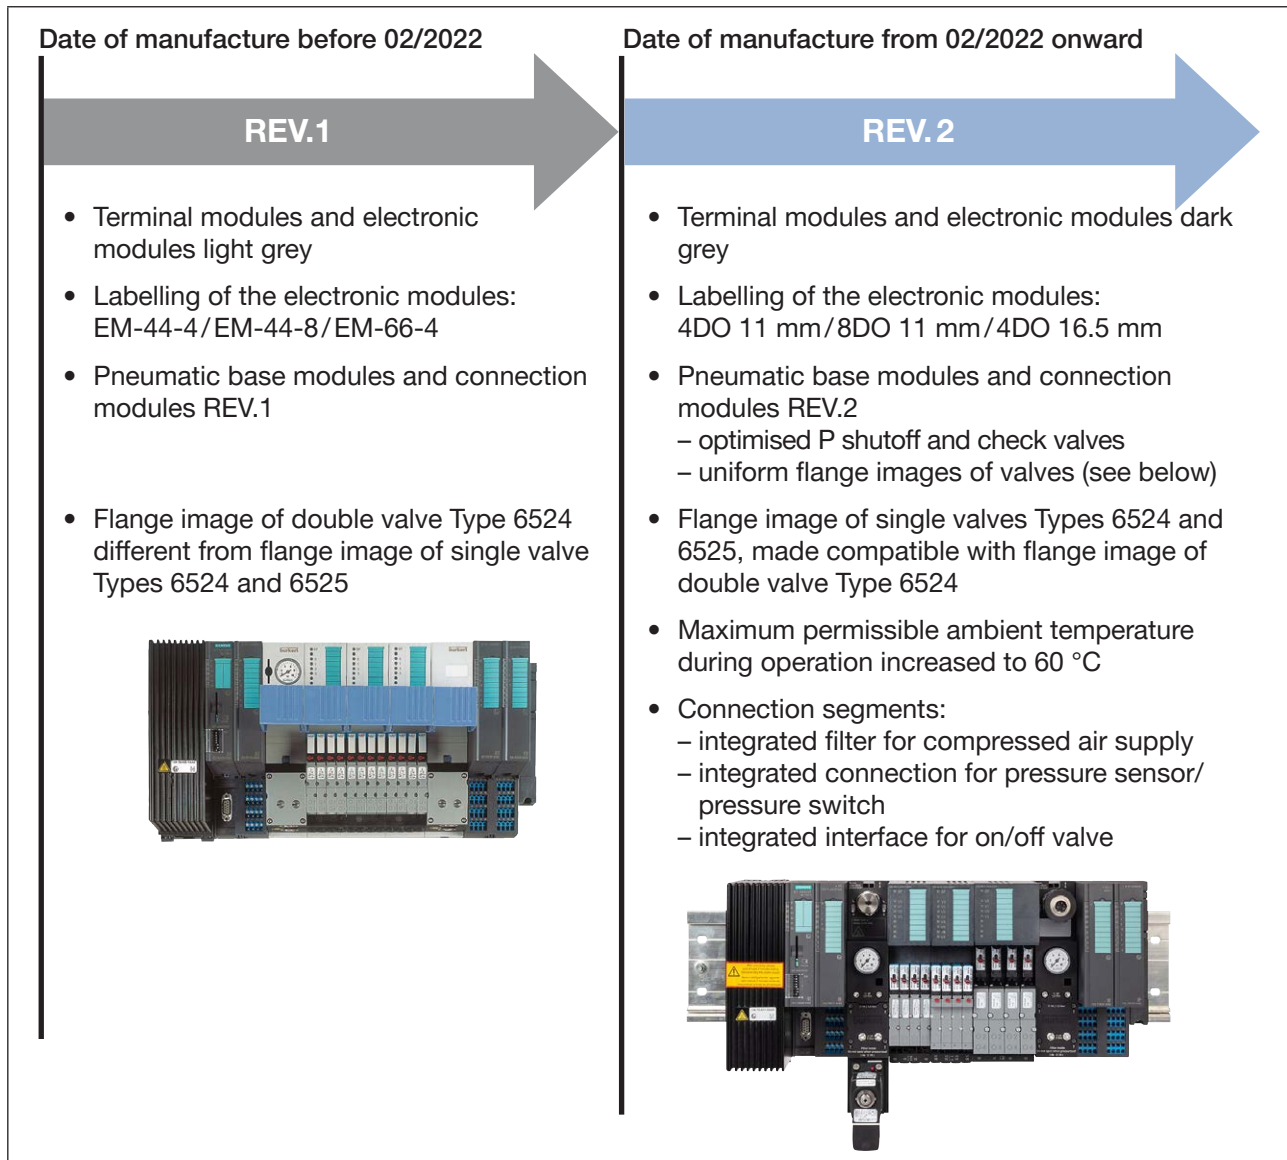 Date of manufacture before 02/2022
REV.1
• Terminal modules and electronic
modules light grey
• Labelling of the electronic modules:
EM-44-4/EM-44-8/EM-66-4
• Pneumatic base modules and connection
modules REV.1
• Flange image of double valve Type 6524
different from flange image of single valve
Types 6524 and 6525
Date of manufacture from 02/2022 onward
REV.2
• Terminal modules and electronic modules dark
grey
• Labelling of the electronic modules:
4DO 11 mm/8DO 11 mm/4DO 16.5 mm
• Pneumatic base modules and connection
modules REV.2
– optimised P shutoff and check valves
– uniform flange images of valves (see below)
• Flange image of single valves Types 6524 and
6525, made compatible with flange image of
double valve Type 6524
• Maximum permissible ambient temperature
during operation increased to 60 °C
• Connection segments:
– integrated filter for compressed air supply
– integrated connection for pressure sensor/
pressure switch
– integrated interface for on/off valve